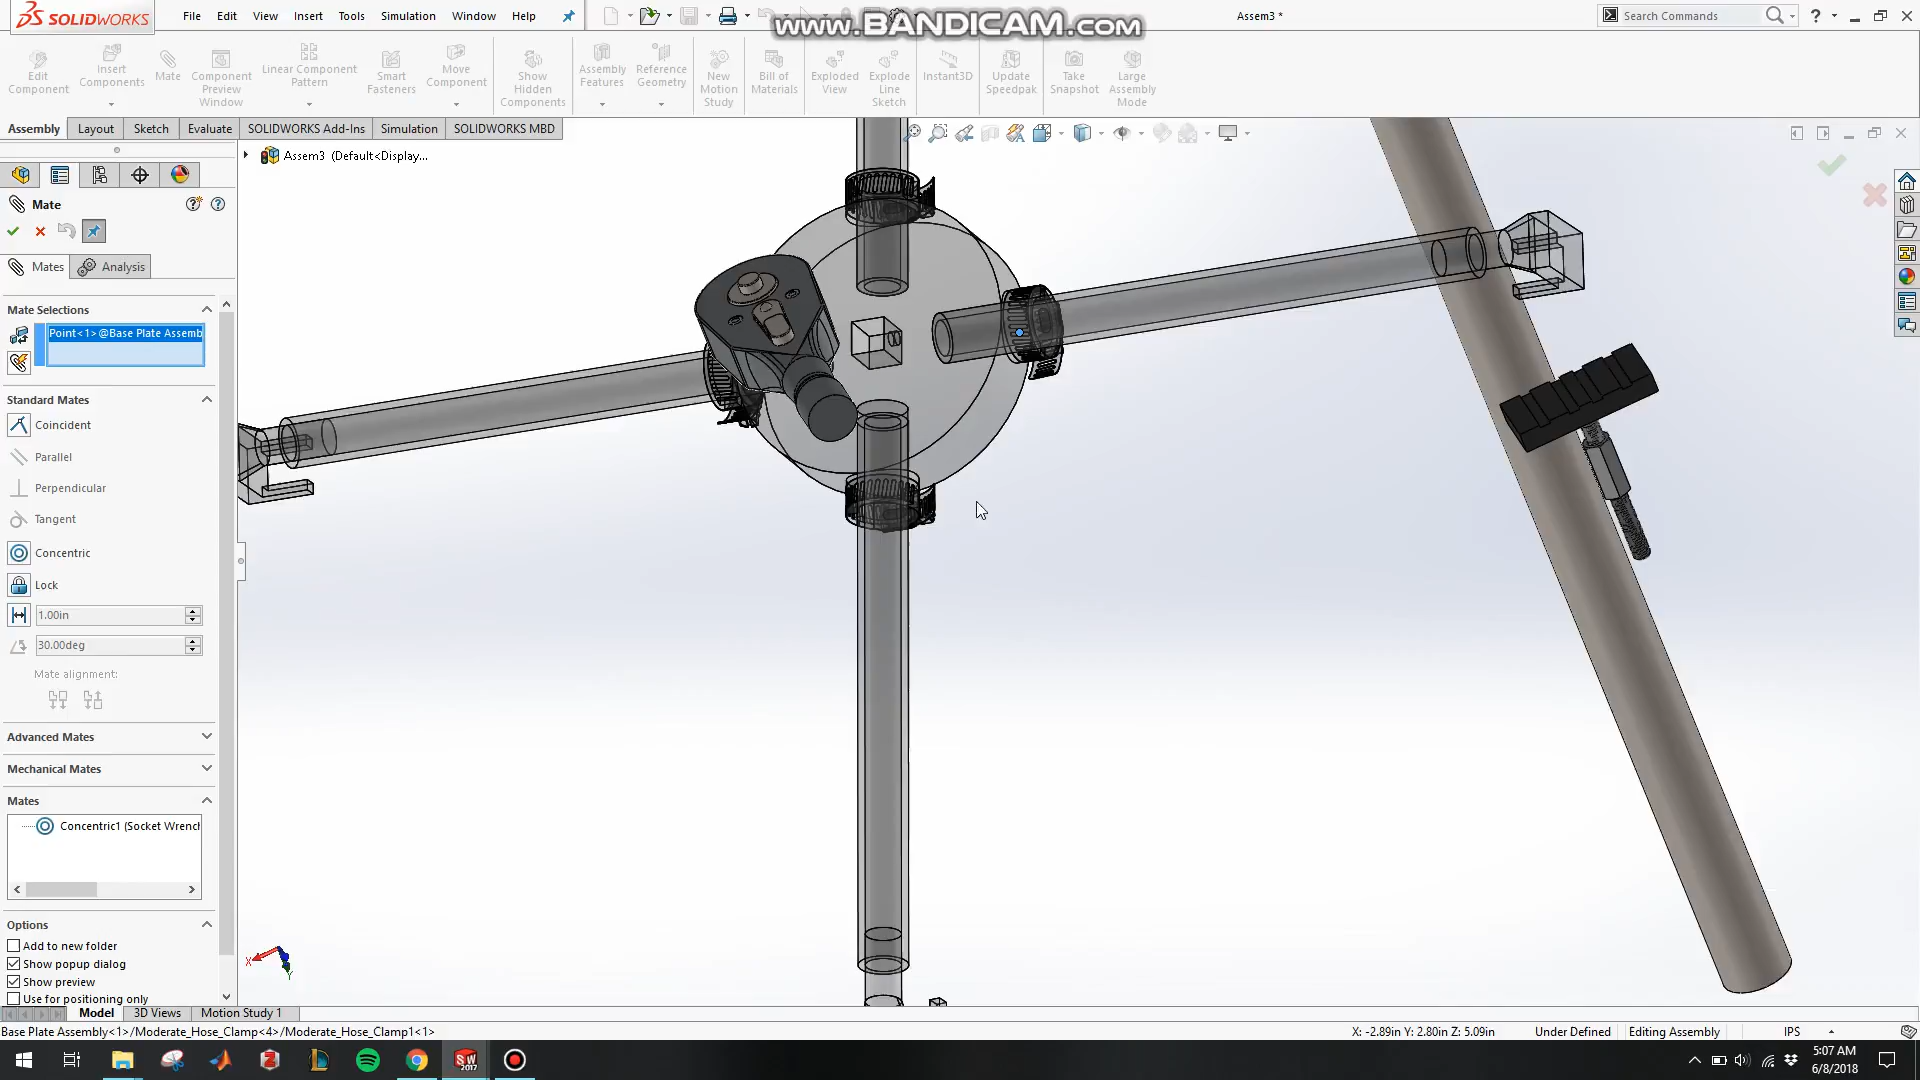 SOLIDWORKS
File Edit View Insert Tools Simulation Window Help
www.BANDICAM.com
Assem3 *
Search Commands
Edit Component
Insert Components
Mate
Component Preview Window
Linear Component Pattern
Smart Fasteners
Move Component
Show Hidden Components
Assembly Features
Reference Geometry
New Motion Study
Bill of Materials
Exploded View
Explode Line Sketch
Instant3D
Update Speedpak
Take Snapshot
Large Assembly Mode
Assembly Layout Sketch Evaluate SOLIDWORKS Add-Ins Simulation SOLIDWORKS MBD
Assem3 (Default<Display...
Mate
Mates Analysis
Mate Selections
Point<1>@Base Plate Assemb
Standard Mates
Coincident
Parallel
Perpendicular
Tangent
Concentric
Lock
1.00in
30.00deg
Mate alignment:
Advanced Mates
Mechanical Mates
Mates
Concentric1 (Socket Wrench
Options
Add to new folder
Show popup dialog
Show preview
Use for positioning only
X
Y
Model 3D Views Motion Study 1
Base Plate Assembly<1>/Moderate_Hose_Clamp<4>/Moderate_Hose_Clamp1<1>
X: -2.89in Y: 2.80in Z: 5.09in Under Defined Editing Assembly IPS
SW 2017
5:07 AM
6/8/2018